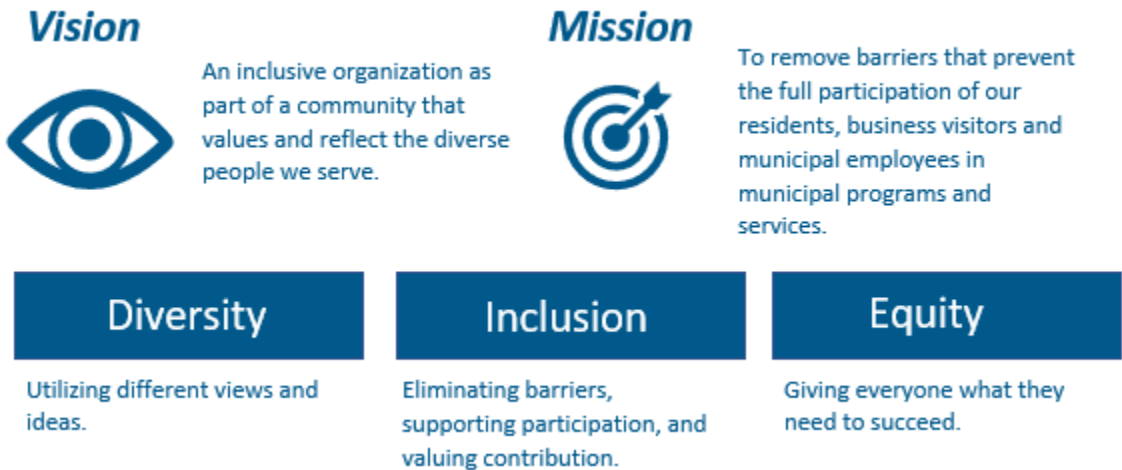 Vision
An inclusive organization as
part of a community that
values and reflect the diverse
people we serve.
Mission
To remove barriers that prevent
the full participation of our
residents, business visitors and
municipal employees in
municipal programs and
services.
Diversity
Utilizing different views and
ideas.
Inclusion
Eliminating barriers,
supporting participation, and
valuing contribution.
Equity
Giving everyone what they
need to succeed.